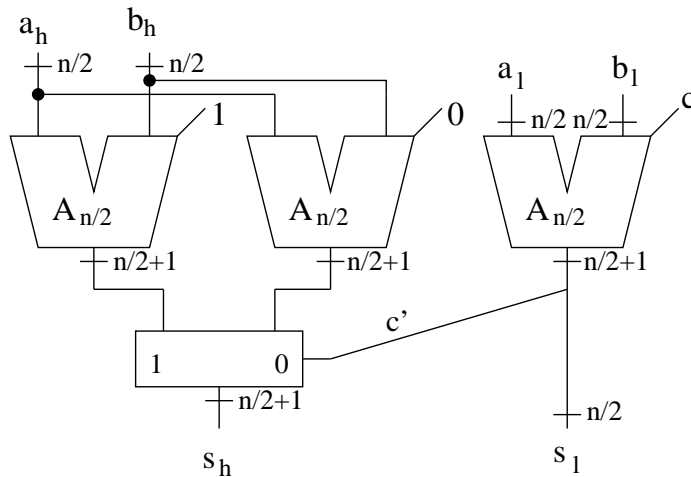 a_h b_h
n/2 n/2 a_l b_l
1 0 c
n/2 n/2
A_n/2 A_n/2 A_n/2
n/2+1 n/2+1 n/2+1
c'
1 0
n/2+1 n/2
s_h s_l